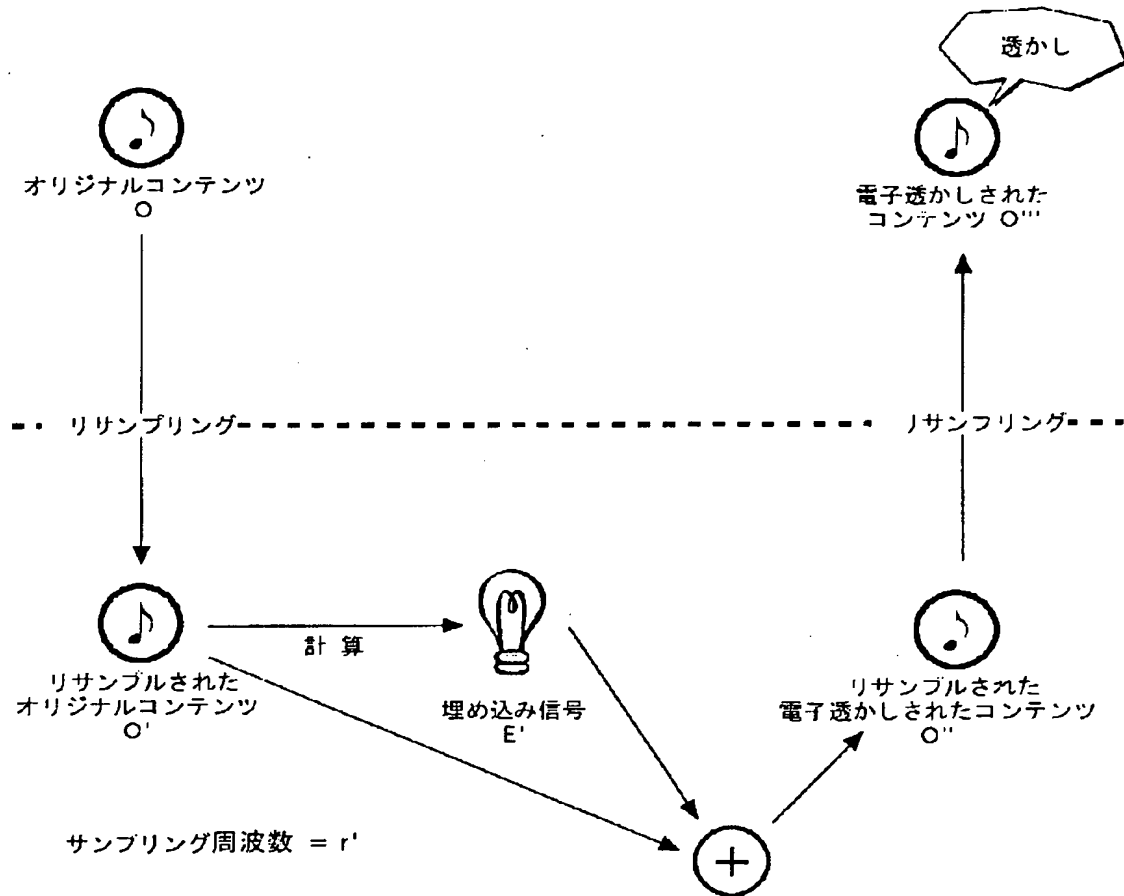 透かし
オリジナルコンテンツ
O
電子透かしされた
コンテンツ O'''
リサンプリング
リサンプリング
計算
リサンプルされた
オリジナルコンテンツ
O'
埋め込み信号
E'
リサンプルされた
電子透かしされたコンテンツ
O''
サンプリング周波数 = r'